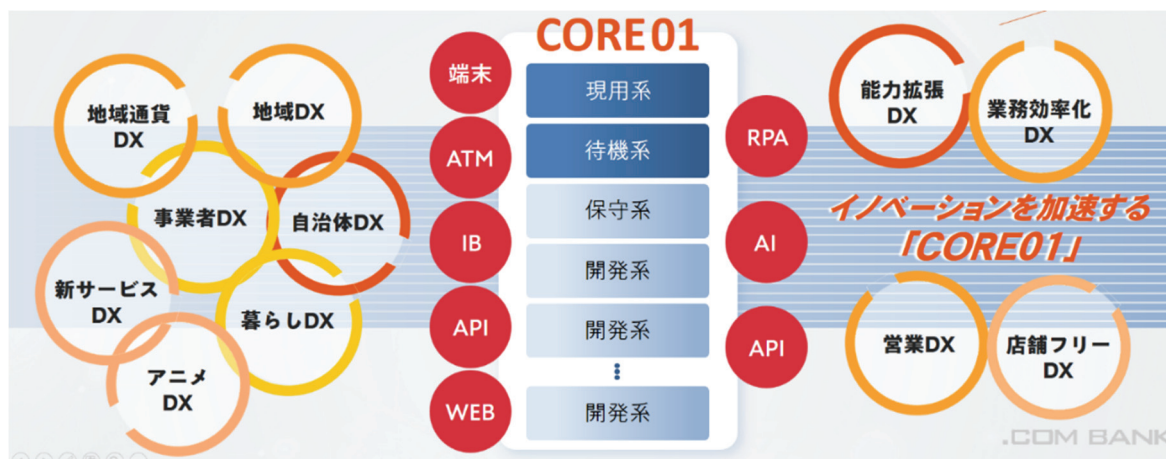 CORE01
地域通貨
DX
地域DX
事業者DX
自治体DX
新サービス
DX
暮らしDX
アニメ
DX
端末
ATM
IB
API
WEB
現用系
待機系
保守系
開発系
開発系
開発系
RPA
AI
API
能力拡張
DX
業務効率化
DX
イノベーションを加速する
「CORE01」
営業DX
店舗フリー
DX
.COM BANK